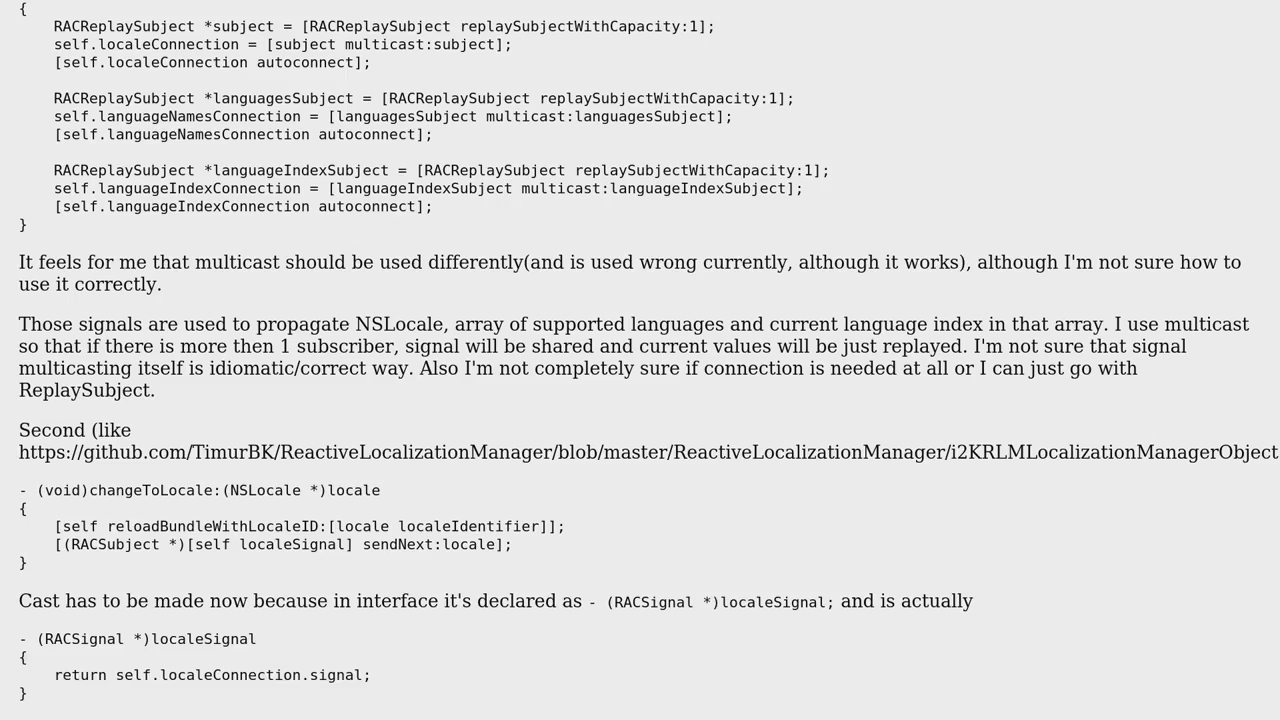 {
    RACReplaySubject *subject = [RACReplaySubject replaySubjectWithCapacity:1];
    self.localeConnection = [subject multicast:subject];
    [self.localeConnection autoconnect];

    RACReplaySubject *languagesSubject = [RACReplaySubject replaySubjectWithCapacity:1];
    self.languageNamesConnection = [languagesSubject multicast:languagesSubject];
    [self.languageNamesConnection autoconnect];

    RACReplaySubject *languageIndexSubject = [RACReplaySubject replaySubjectWithCapacity:1];
    self.languageIndexConnection = [languageIndexSubject multicast:languageIndexSubject];
    [self.languageIndexConnection autoconnect];
}
It feels for me that multicast should be used differently(and is used wrong currently, although it works), although I'm not sure how to
use it correctly.
Those signals are used to propagate NSLocale, array of supported languages and current language index in that array. I use multicast
so that if there is more then 1 subscriber, signal will be shared and current values will be just replayed. I'm not sure that signal
multicasting itself is idiomatic/correct way. Also I'm not completely sure if connection is needed at all or I can just go with
ReplaySubject.
Second (like
https://github.com/TimurBK/ReactiveLocalizationManager/blob/master/ReactiveLocalizationManager/i2KRLMLocalizationManagerObject
- (void)changeToLocale:(NSLocale *)locale
{
    [self reloadBundleWithLocaleID:[locale localeIdentifier]];
    [(RACSubject *)[self localeSignal] sendNext:locale];
}
Cast has to be made now because in interface it's declared as - (RACSignal *)localeSignal; and is actually
- (RACSignal *)localeSignal
{
    return self.localeConnection.signal;
}